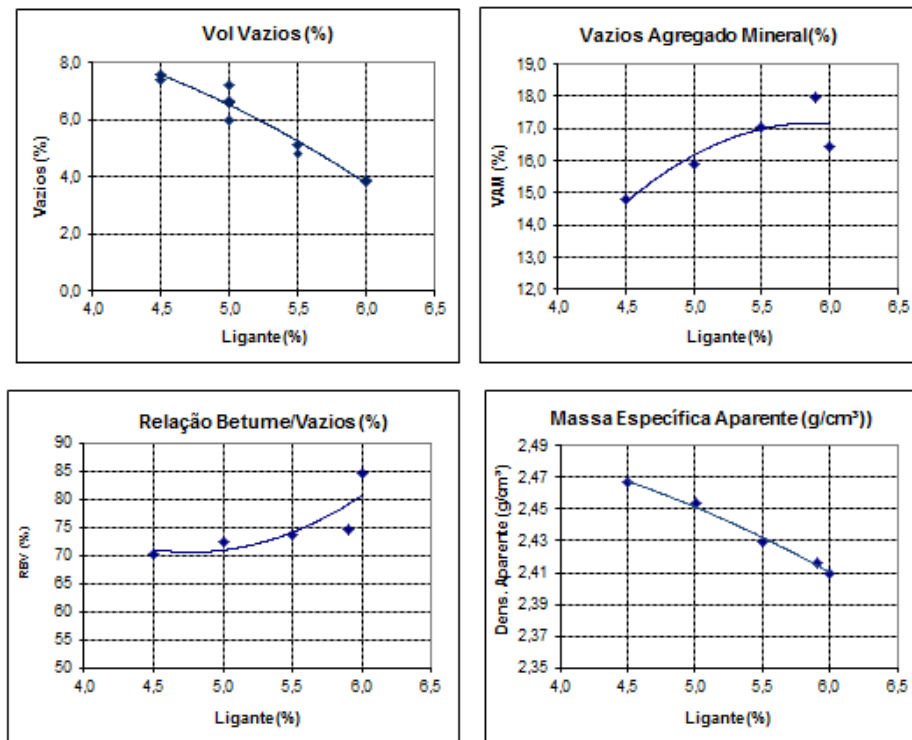 Vol Vazios (%)
8,0
6,0
4,0
2,0
0,0
Vazios (%)
4,0 4,5 5,0 5,5 6,0 6,5
Ligante(%)
Vazios Agregado Mineral(%)
19,0
18,0
17,0
16,0
15,0
14,0
13,0
12,0
VAM (%)
4,0 4,5 5,0 5,5 6,0 6,5
Ligante(%)
Relação Betume/Vazios (%)
90
85
80
75
70
65
60
55
50
RBV (%)
4,0 4,5 5,0 5,5 6,0 6,5
Ligante(%)
Massa Específica Aparente (g/cm³))
2,49
2,47
2,45
2,43
2,41
2,39
2,37
2,35
Dens. Aparente (g/cm³)
4,0 4,5 5,0 5,5 6,0 6,5
Ligante(%)